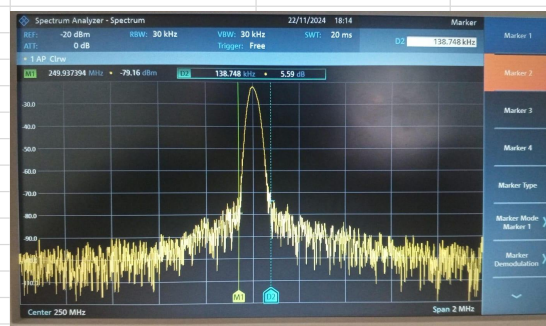 Spectrum Analyzer - Spectrum 22/11/2024 18:14 Marker
REF: -20 dBm RBW: 30 kHz VBW: 30 kHz SWT: 20 ms
ATT: 0 dB Trigger: Free
D2 138.748 kHz
1 AP Clrw
M1 249.937394 MHz • -79.16 dBm D2 138.748 kHz • 5.59 dB
-30.0
-40.0
-50.0
-60.0
-70.0
-80.0
-90.0
M1 D2
Center 250 MHz Span 2 MHz
Marker 1
Marker 2
Marker 3
Marker 4
Marker Type
Marker Mode
Marker 1
Marker
Demodulation